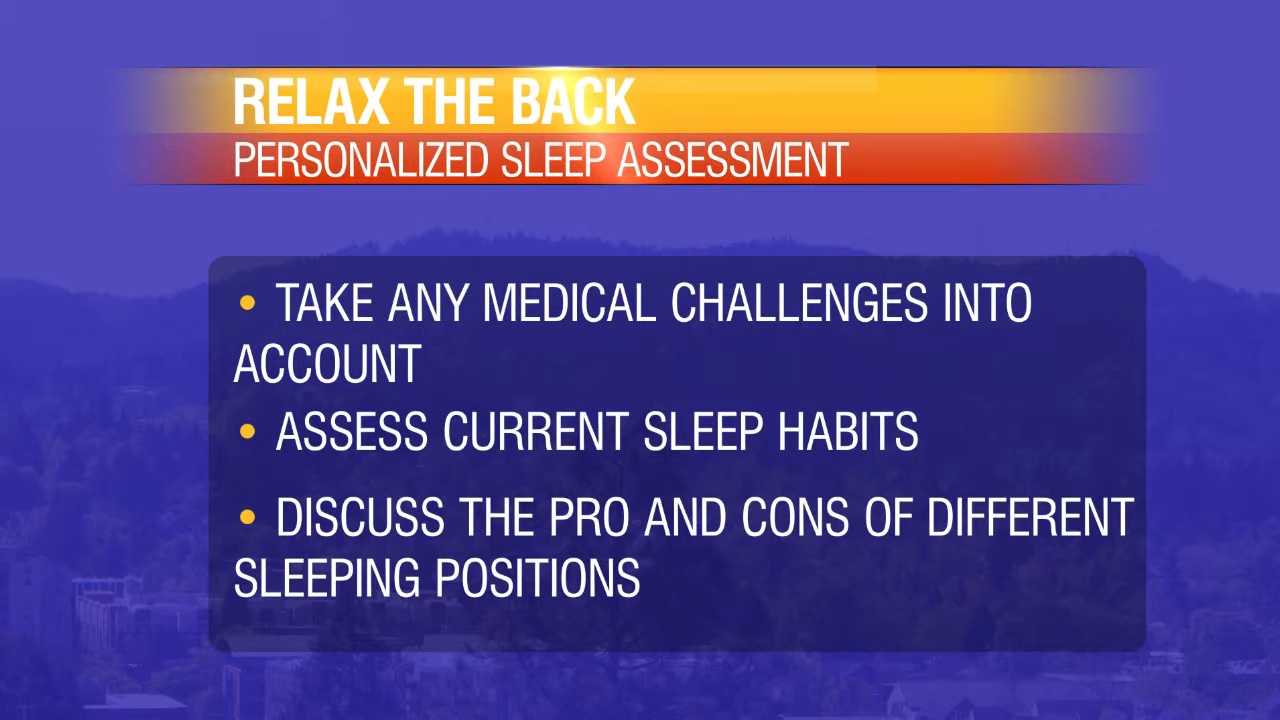 RELAX THE BACK
PERSONALIZED SLEEP ASSESSMENT
• TAKE ANY MEDICAL CHALLENGES INTO
ACCOUNT
• ASSESS CURRENT SLEEP HABITS
• DISCUSS THE PRO AND CONS OF DIFFERENT
SLEEPING POSITIONS